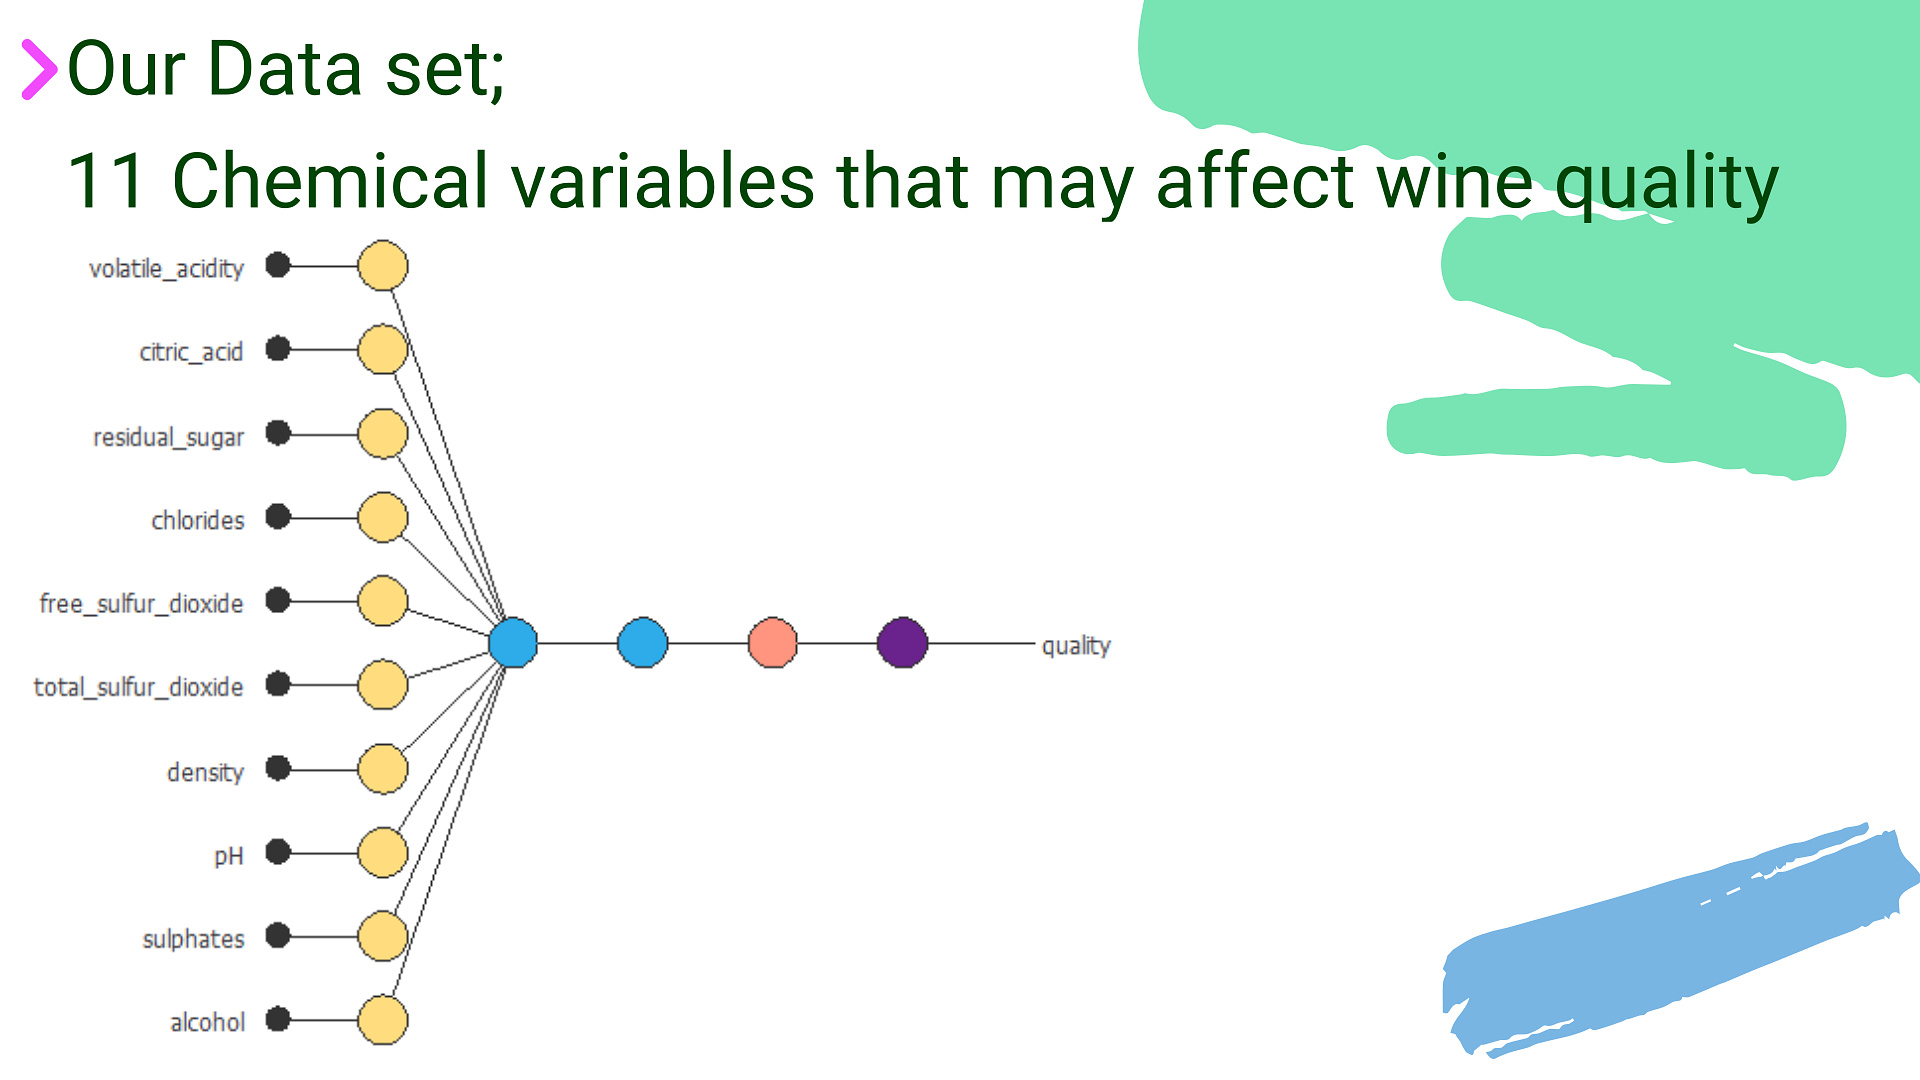 Our Data set;
11 Chemical variables that may affect wine quality
volatile_acidity
citric_acid
residual_sugar
chlorides
free_sulfur_dioxide
total_sulfur_dioxide
density
pH
sulphates
alcohol
quality